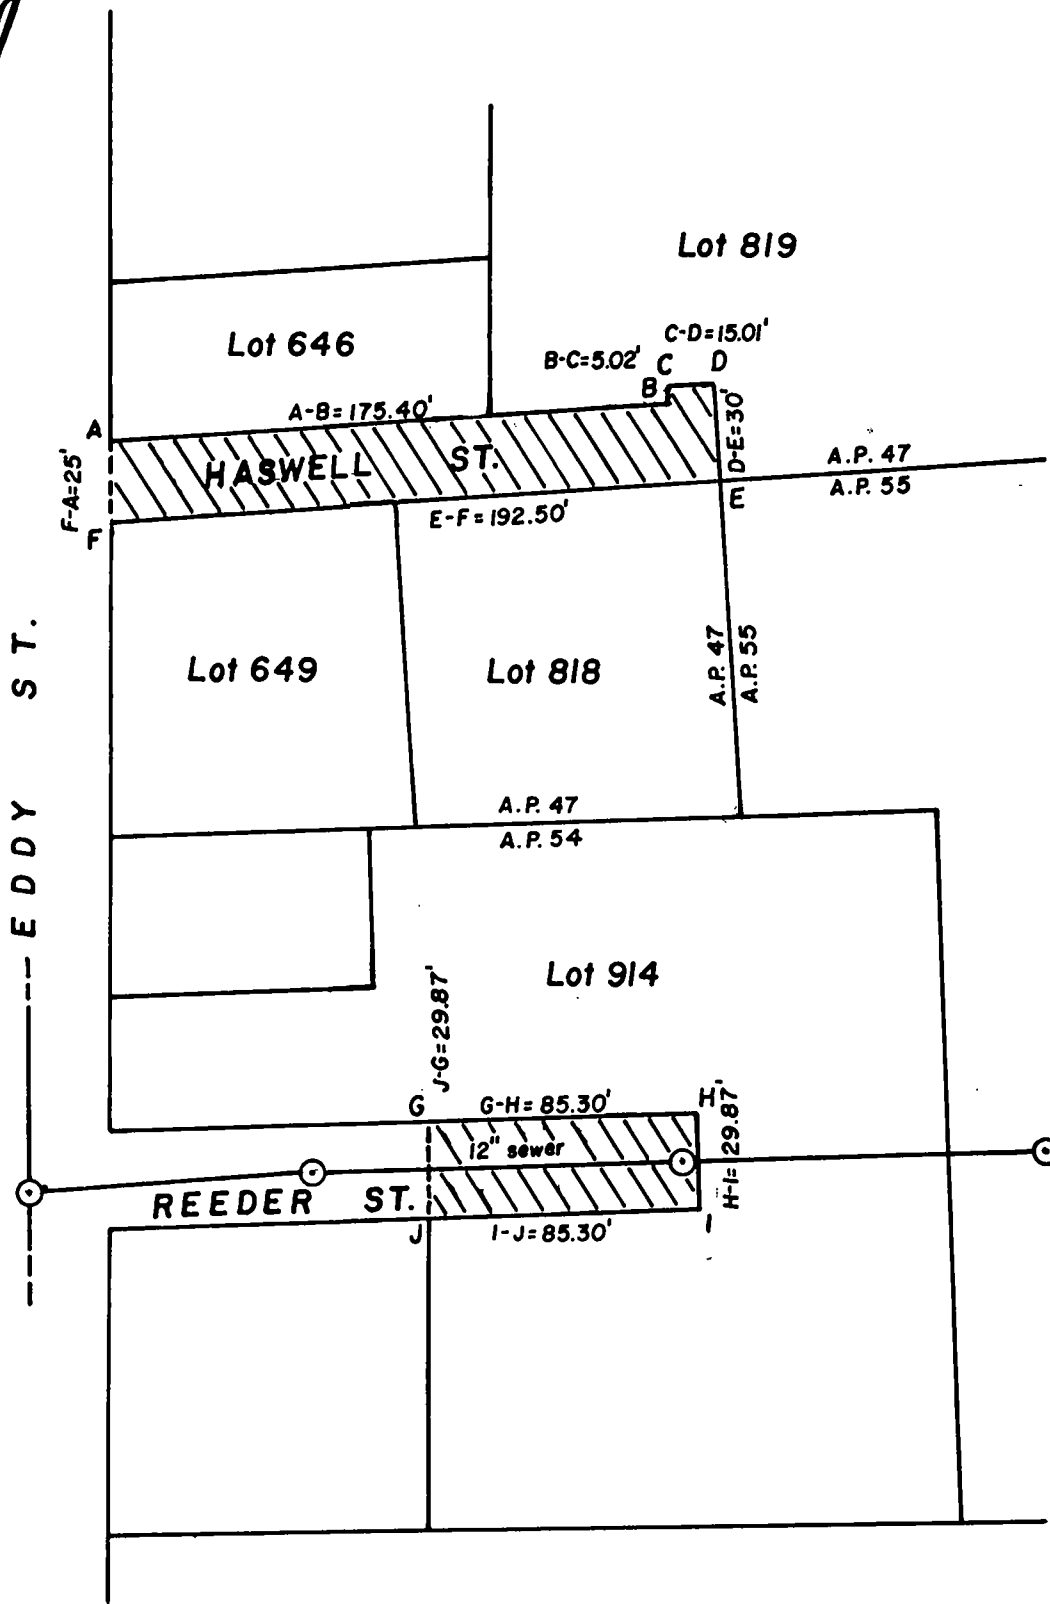 Lot 819
C-D=15.01'
Lot 646
B-C=5.02'
C
D
B
A-B=175.40'
A
HASWELL ST.
D-E=30'
A.P. 47
F-A=25'
A.P. 55
E
E-F=192.50'
F
EDDY ST.
Lot 649
Lot 818
A.P. 47
A.P. 55
A.P. 47
A.P. 54
Lot 914
J-G=29.87'
G
G-H=85.30'
H
12" sewer
H-I=29.87'
REEDER ST.
J
I-J=85.30'
I